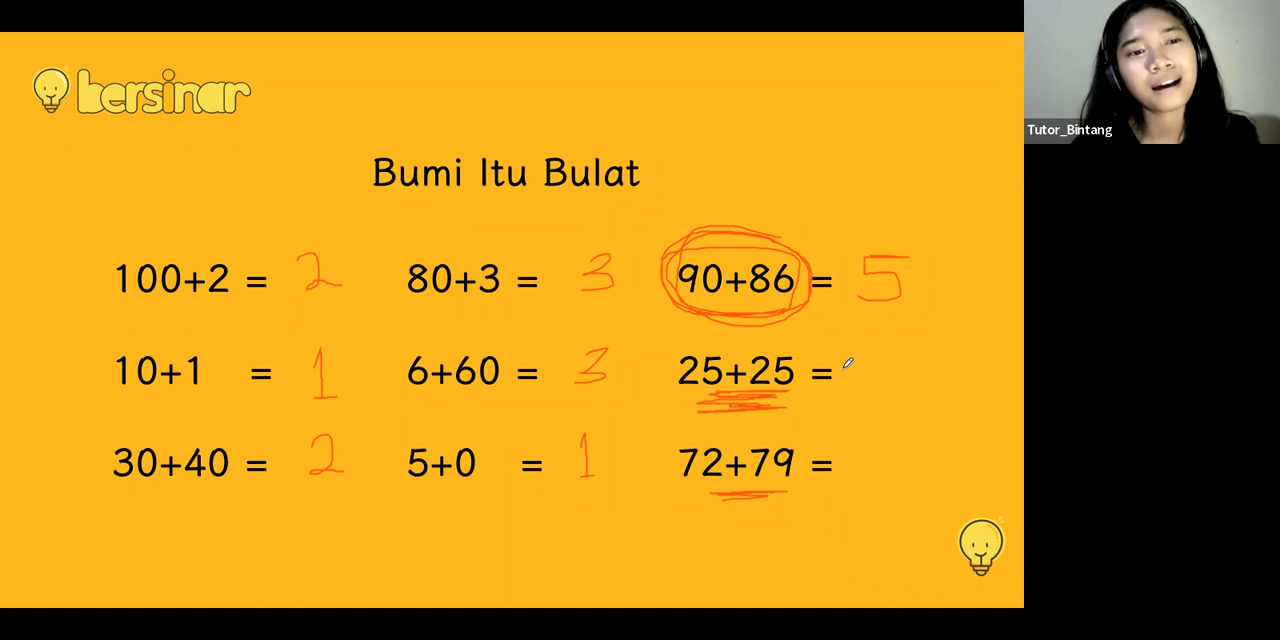 bersinar
Tutor_Bintang
Bumi Itu Bulat
100+2 = 2 80+3 = 3 90+86 = 5
10+1 = 1 6+60 = 3 25+25 =
30+40 = 2 5+0 = 1 72+79 =